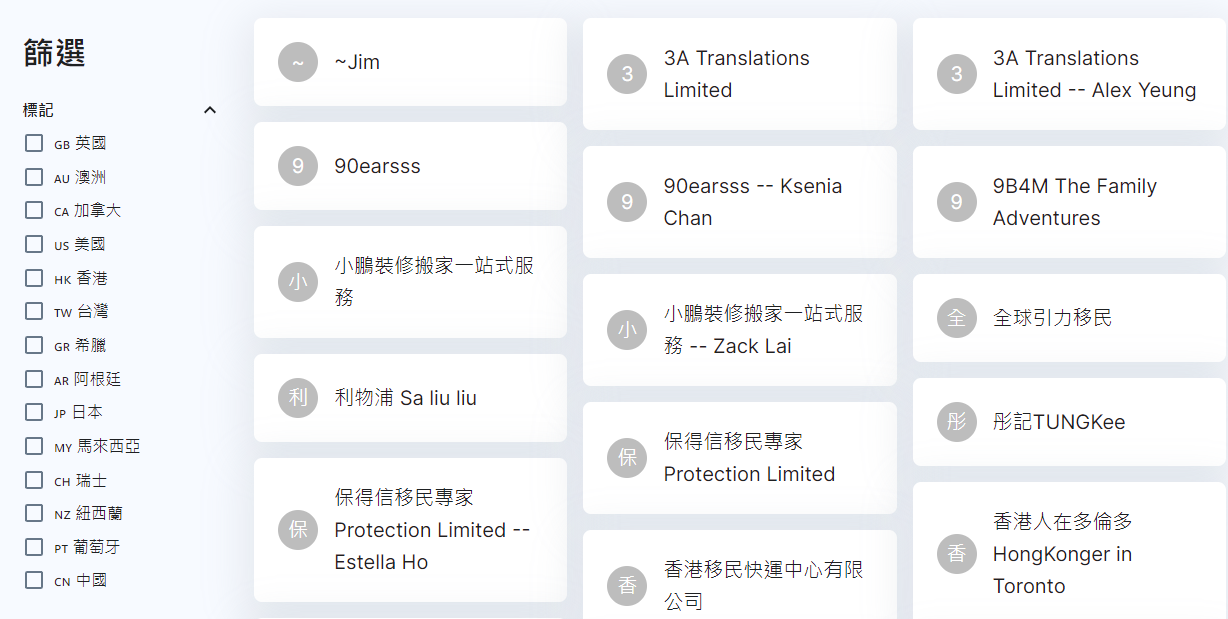 篩選
標記
GB 英國
AU 澳洲
CA 加拿大
US 美國
HK 香港
TW 台灣
GR 希臘
AR 阿根廷
JP 日本
MY 馬來西亞
CH 瑞士
NZ 紐西蘭
PT 葡萄牙
CN 中國
~
~Jim
9
90earsss
小
小鵬裝修搬家一站式服
務
利
利物浦 Sa liu liu
保
保得信移民專家
Protection Limited --
Estella Ho
3
3A Translations
Limited
9
90earsss -- Ksenia
Chan
小
小鵬裝修搬家一站式服
務 -- Zack Lai
保
保得信移民專家
Protection Limited
香
香港移民快運中心有限
公司
3
3A Translations
Limited -- Alex Yeung
9
9B4M The Family
Adventures
全
全球引力移民
彤
彤記TUNGKee
香
香港人在多倫多
HongKonger in
Toronto